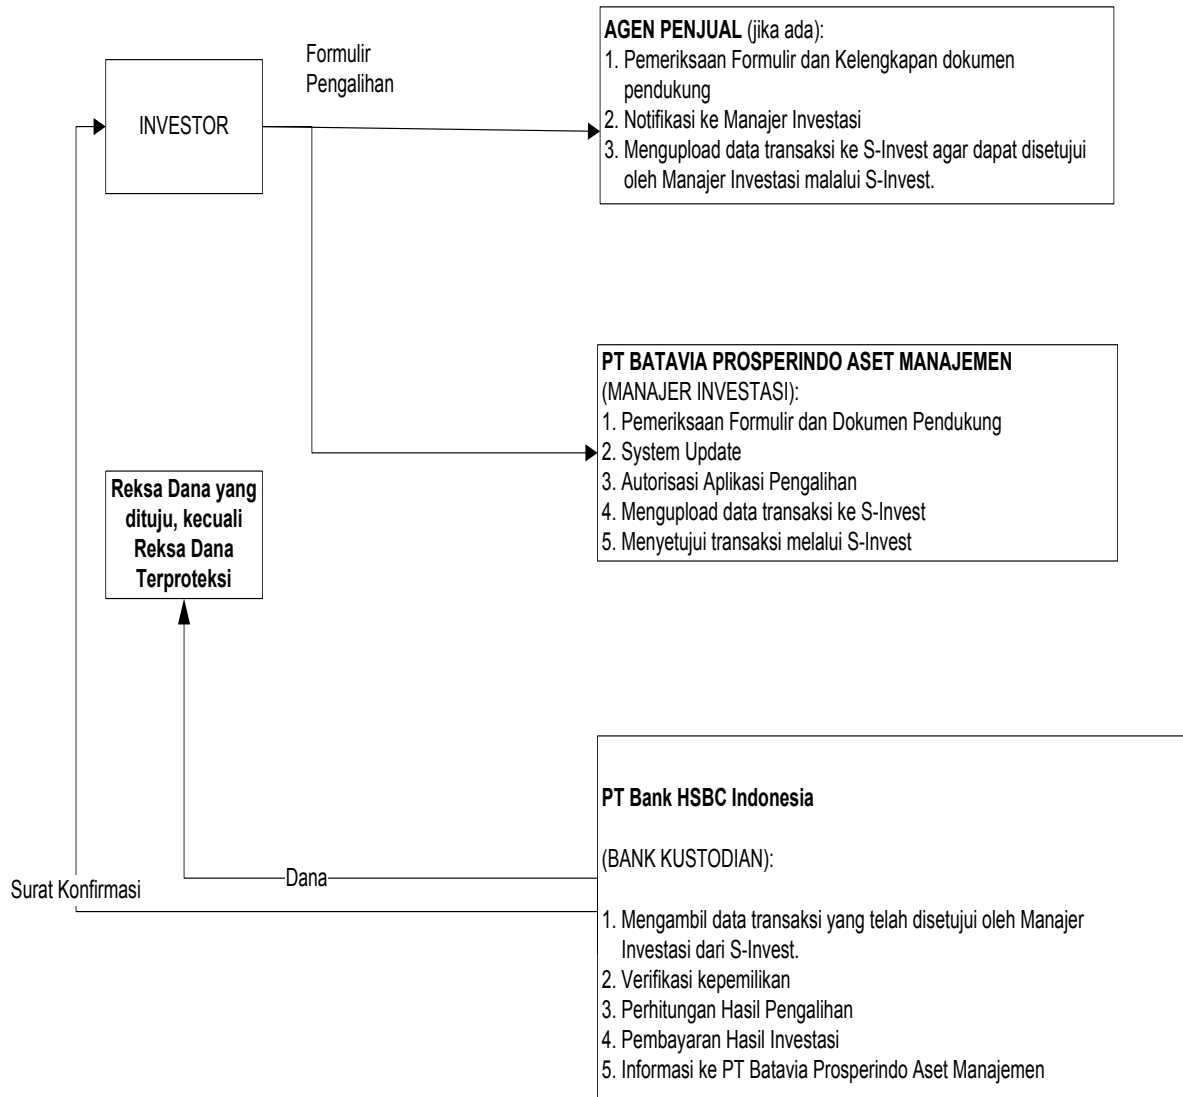 Formulir
Pengalihan
INVESTOR
AGEN PENJUAL (jika ada):
1. Pemeriksaan Formulir dan Kelengkapan dokumen
pendukung
2. Notifikasi ke Manajer Investasi
3. Mengupload data transaksi ke S-Invest agar dapat disetujui
oleh Manajer Investasi malalui S-Invest.
PT BATAVIA PROSPERINDO ASET MANAJEMEN
(MANAJER INVESTASI):
1. Pemeriksaan Formulir dan Dokumen Pendukung
2. System Update
3. Autorisasi Aplikasi Pengalihan
4. Mengupload data transaksi ke S-Invest
5. Menyetujui transaksi melalui S-Invest
Reksa Dana yang
dituju, kecuali
Reksa Dana
Terproteksi
Dana
Surat Konfirmasi
PT Bank HSBC Indonesia
(BANK KUSTODIAN):
1. Mengambil data transaksi yang telah disetujui oleh Manajer
Investasi dari S-Invest.
2. Verifikasi kepemilikan
3. Perhitungan Hasil Pengalihan
4. Pembayaran Hasil Investasi
5. Informasi ke PT Batavia Prosperindo Aset Manajemen